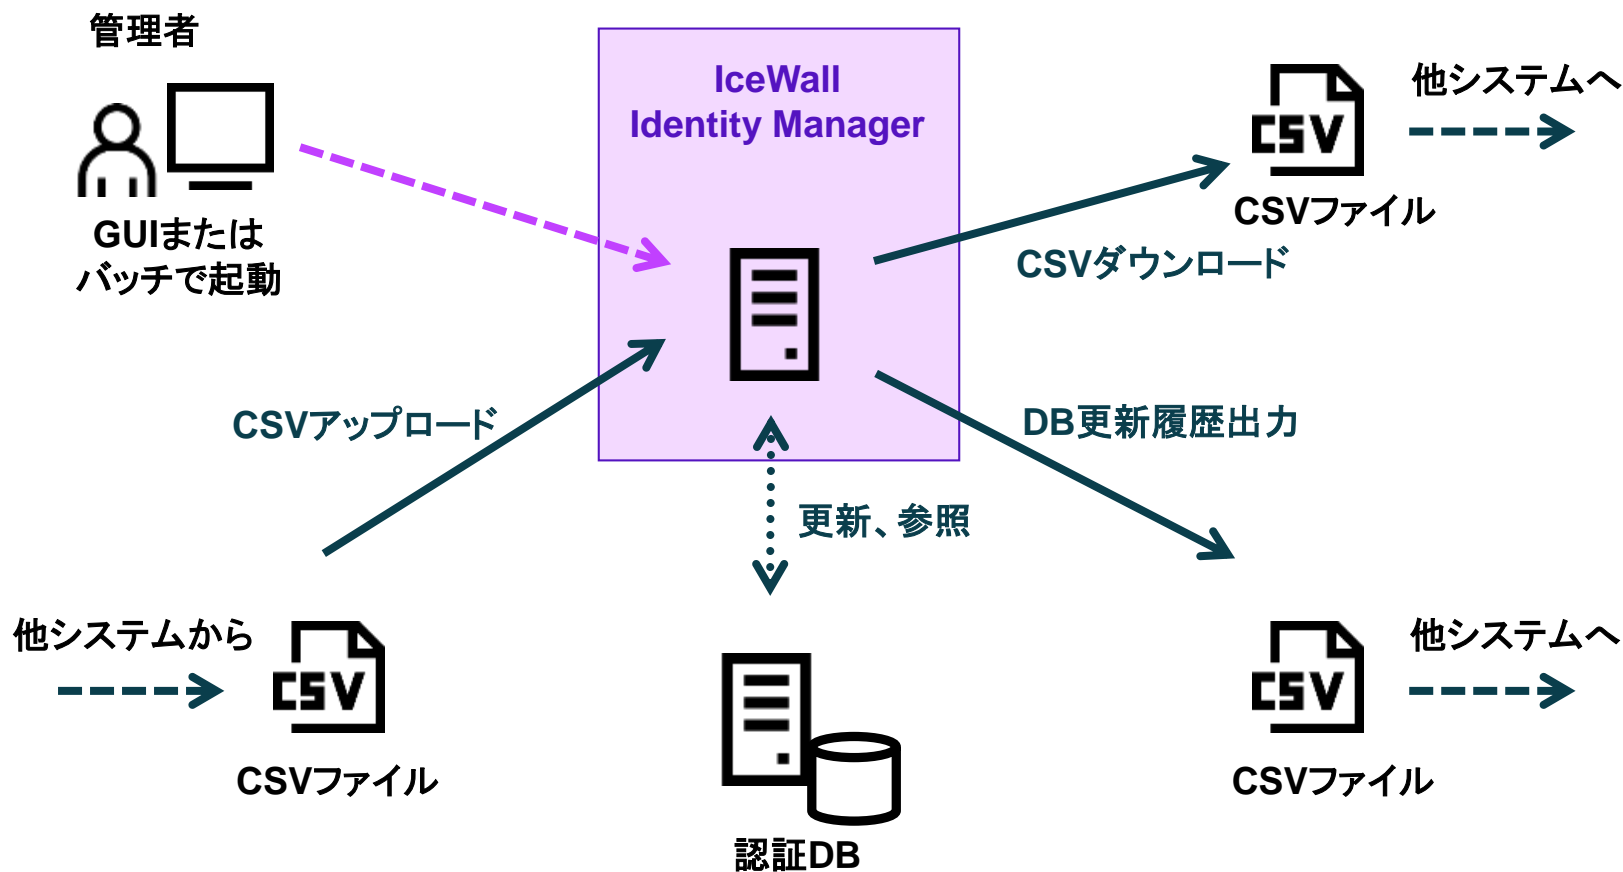 管理者
GUIまたは
バッチで起動
IceWall
Identity Manager
CSV
CSVファイル
他システムへ
CSVダウンロード
CSVアップロード
DB更新履歴出力
更新、参照
他システムから
CSV
CSVファイル
認証DB
CSV
CSVファイル
他システムへ